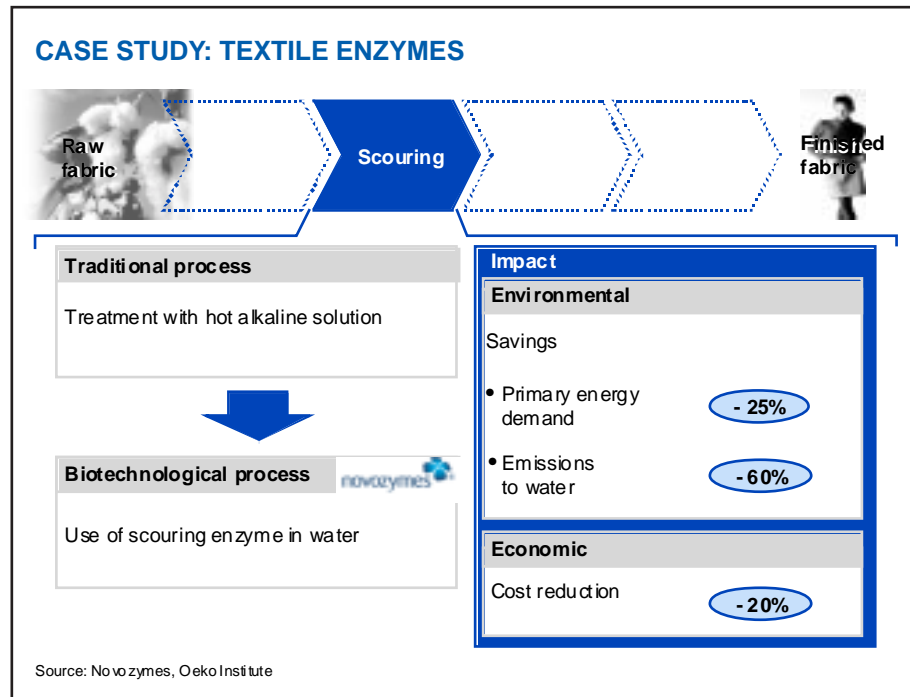 CASE STUDY: TEXTILE ENZYMES
Raw
fabric
Scouring
Finished
fabric
Traditional process
Treatment with hot alkaline solution
Biotechnological process
novozymes
Use of scouring enzyme in water
Impact
Environmental
Savings
• Primary energy
demand
- 25%
• Emissions
to water
- 60%
Economic
Cost reduction
- 20%
Source: Novozymes, Oeko Institute